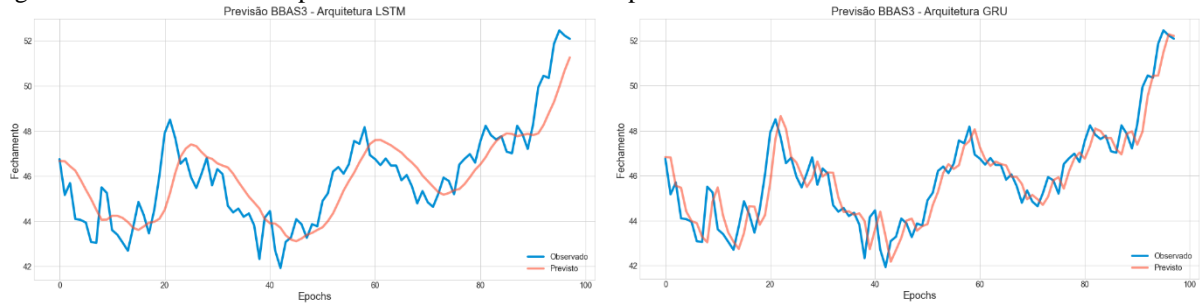 Previsão BBAS3 - Arquitetura LSTM
52
50
48
46
44
42
Fechamento
0
20
40
60
80
100
Epochs
Observado
Previsto
Previsão BBAS3 - Arquitetura GRU
52
50
48
46
44
42
Fechamento
0
20
40
60
80
100
Epochs
Observado
Previsto